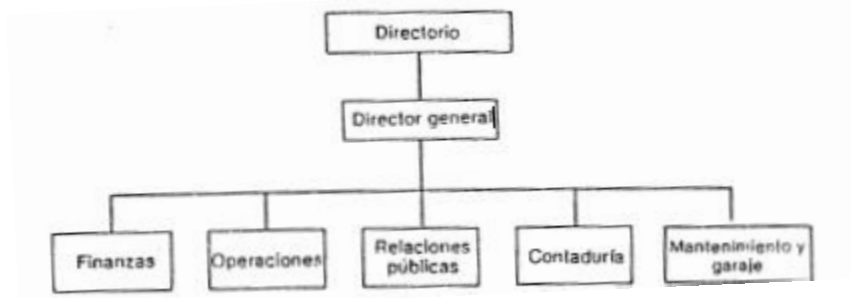 Directorio
Director general
Finanzas
Operaciones
Relaciones
públicas
Contaduría
Mantenimiento y
garaje